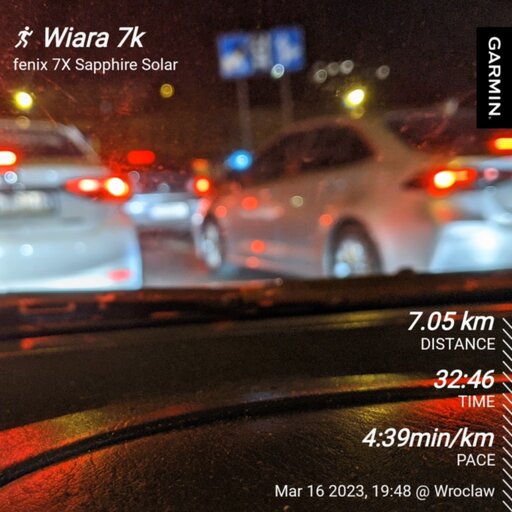 Wiara 7k
fenix 7X Sapphire Solar
GARMIN
7.05 km
DISTANCE
32:46
TIME
4:39min/km
PACE
Mar 16 2023, 19:48 @ Wroclaw